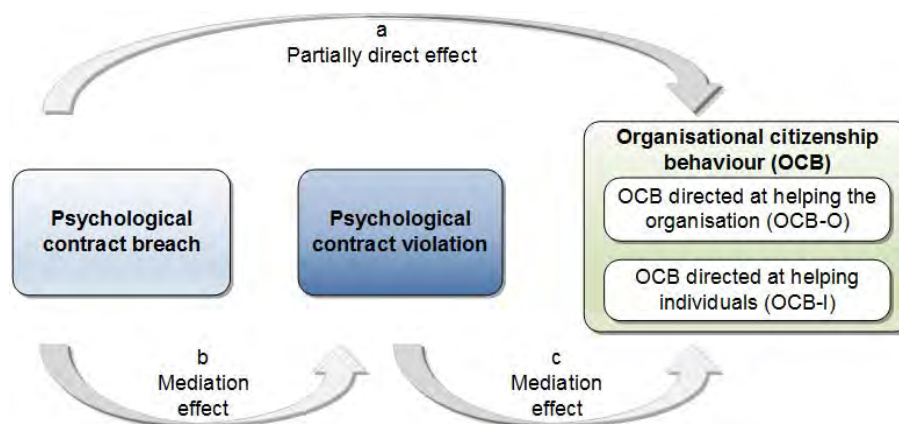 a
Partially direct effect
Organisational citizenship
behaviour (OCB)
OCB directed at helping the
organisation (OCB-O)
OCB directed at helping
individuals (OCB-I)
Psychological
contract breach
Psychological
contract violation
b
Mediation
effect
c
Mediation
effect